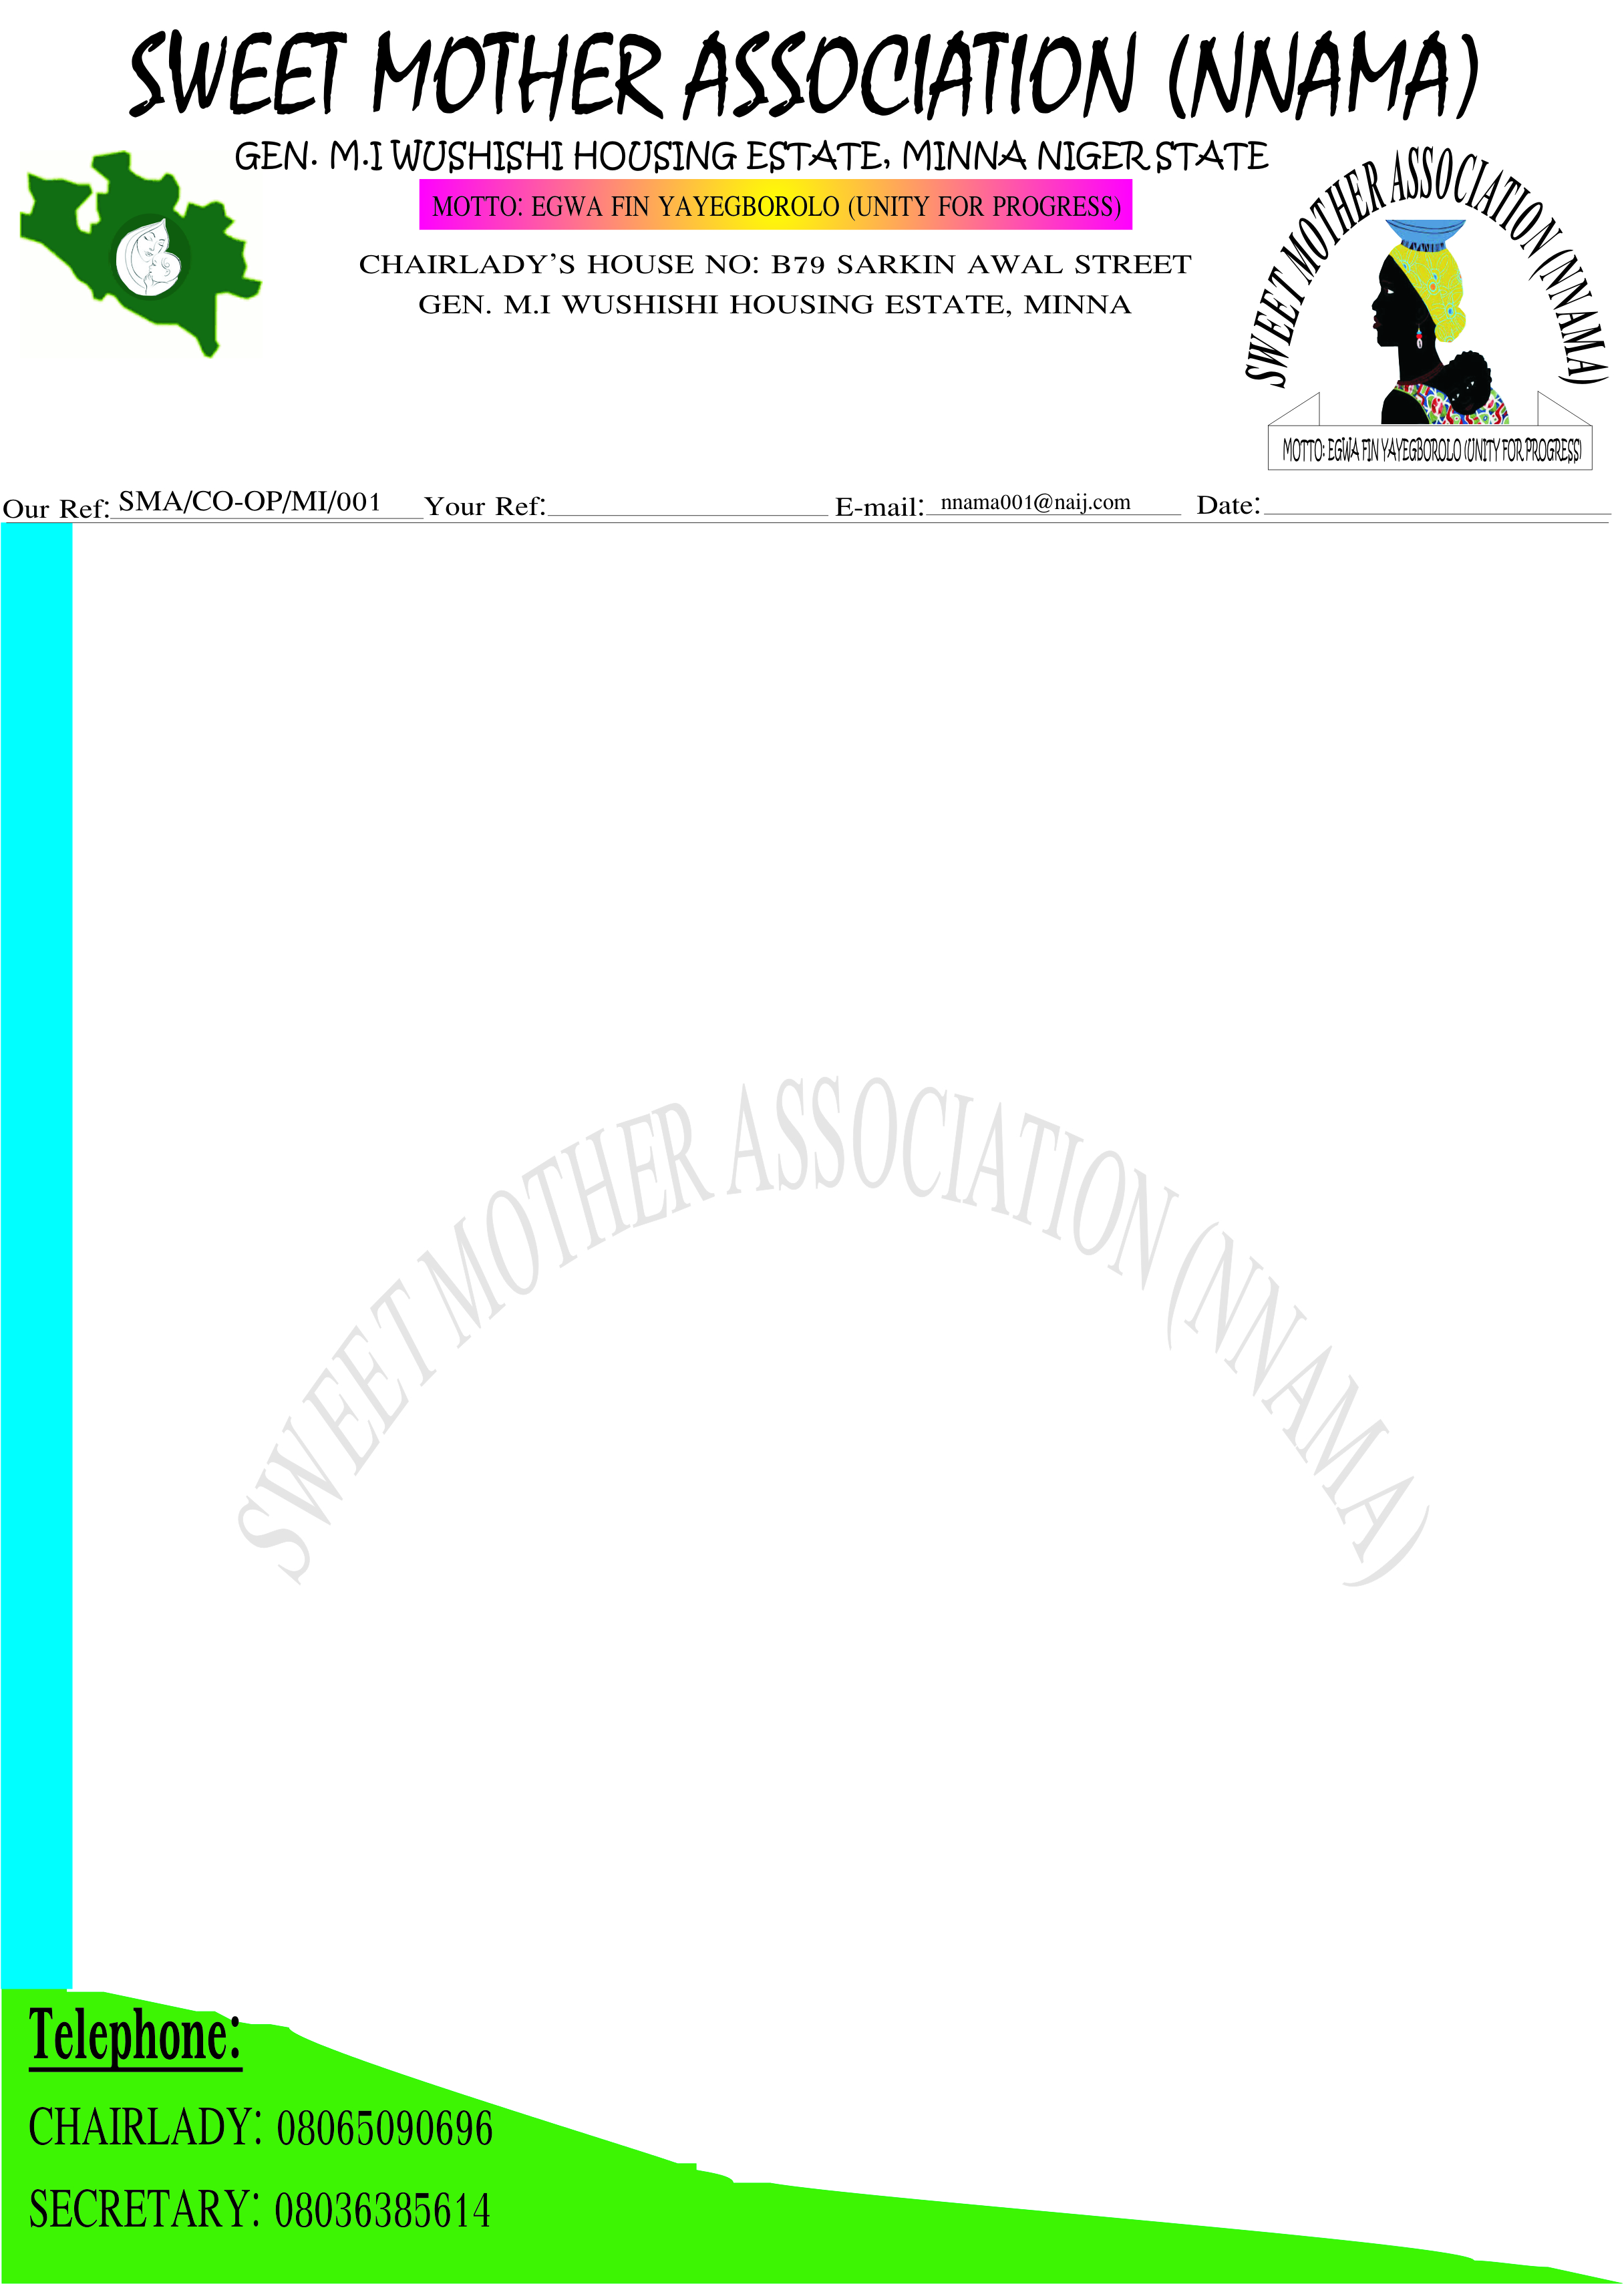 SWEET MOTHER ASSOCIATION (NNAMA)
GEN. M.I WUSHISHI HOUSING ESTATE, MINNA NIGER STATE
MOTTO: EGWA FIN YAYEGBOROLO (UNITY FOR PROGRESS)
CHAIRLADY'S HOUSE NO: B79 SARKIN AWAL STREET
GEN. M.I WUSHISHI HOUSING ESTATE, MINNA
SWEET MOTHER ASSOCIATION (NNAMA)
MOTTO: EGWA FIN YAYEGBOROLO (UNITY FOR PROGRESS)
Our Ref: SMA/CO-OP/MI/001 Your Ref: E-mail: nnama001@naij.com Date:
SWEET MOTHER ASSOCIATION (NNAMA)
Telephone:
CHAIRLADY: 08065090696
SECRETARY: 08036385614